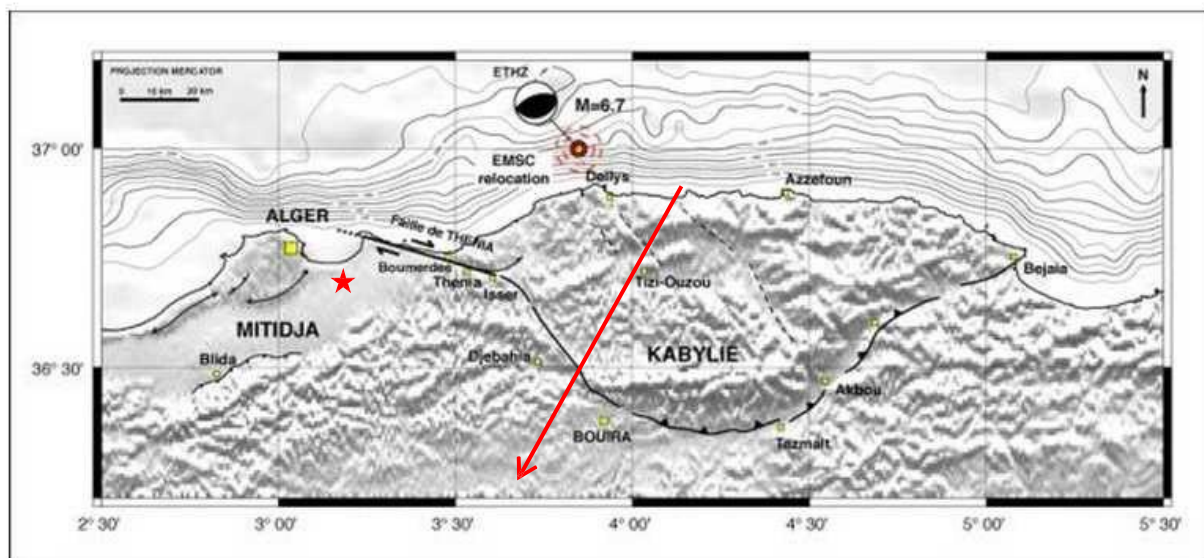 PROJECTION MERCATOR
0 10 km 20 km
ETHZ
M=6.7
N
37° 00'
EMSC
relocation
Dellys
Azzefoun
ALGER
Faille de THENIA
Boumerdes
Thenia
Isser
Tizi-Ouzou
Bejaia
MITIDJA
Blida
Djebahia
KABYLIE
36° 30'
Akbou
BOUIRA
Tazmalt
2° 30' 3° 00' 3° 30' 4° 00' 4° 30' 5° 00' 5° 30'